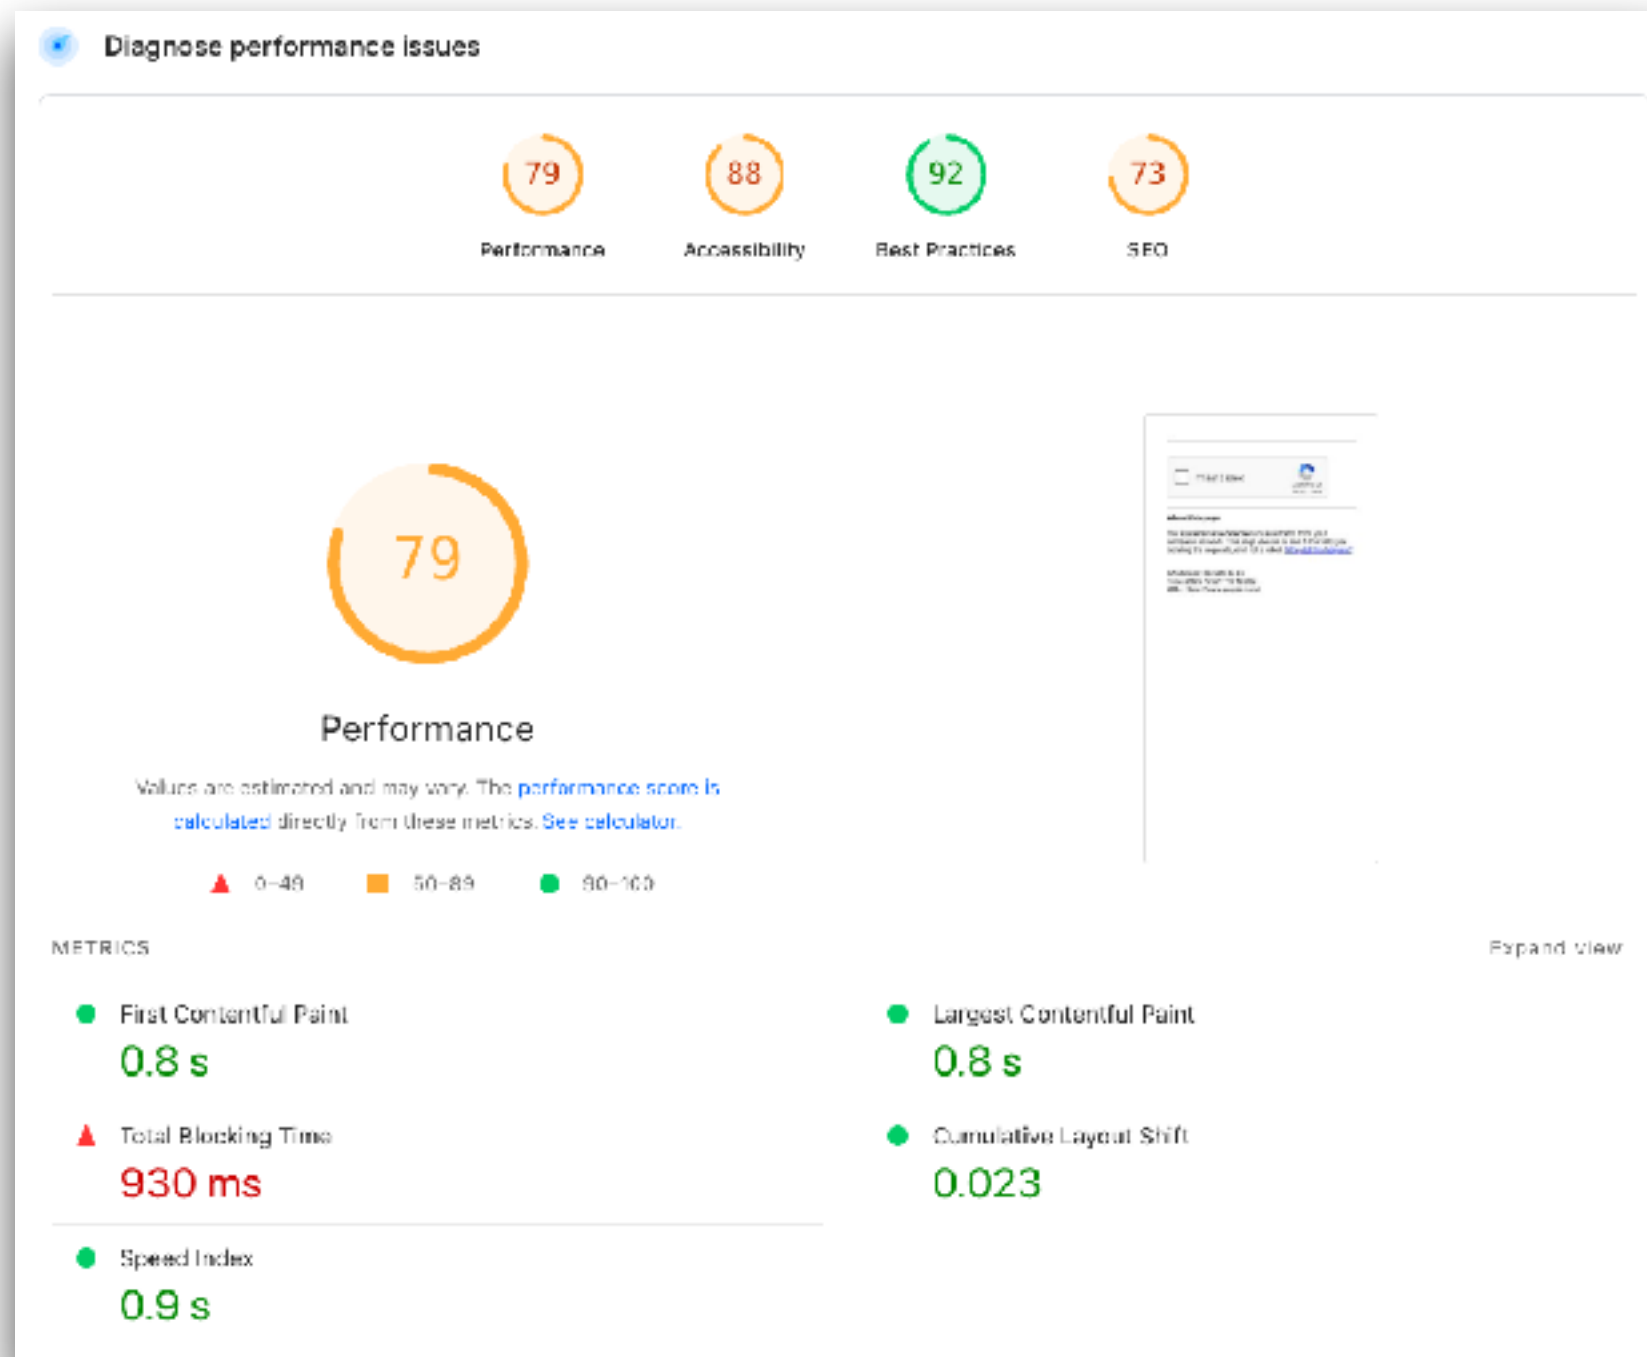 Diagnose performance issues
79
88
92
73
Performance
Accessibility
Best Practices
SEO
79
Performance
Values are estimated and may vary. The performance score is
calculated directly from these metrics. See calculator.
0–49
50–89
90–100
METRICS
Expand view
First Contentful Paint
0.8 s
Largest Contentful Paint
0.8 s
Total Blocking Time
930 ms
Cumulative Layout Shift
0.023
Speed Index
0.9 s